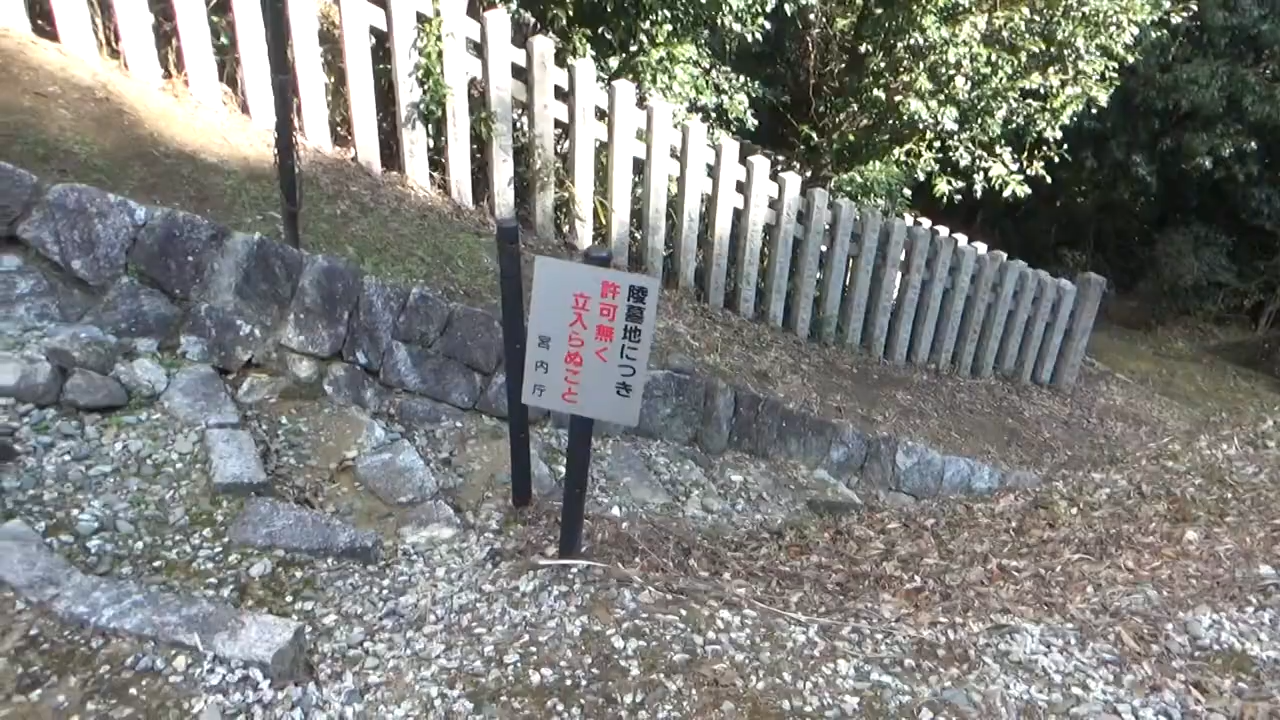 陵墓地につき
許可無く
立入らぬこと
宮内庁